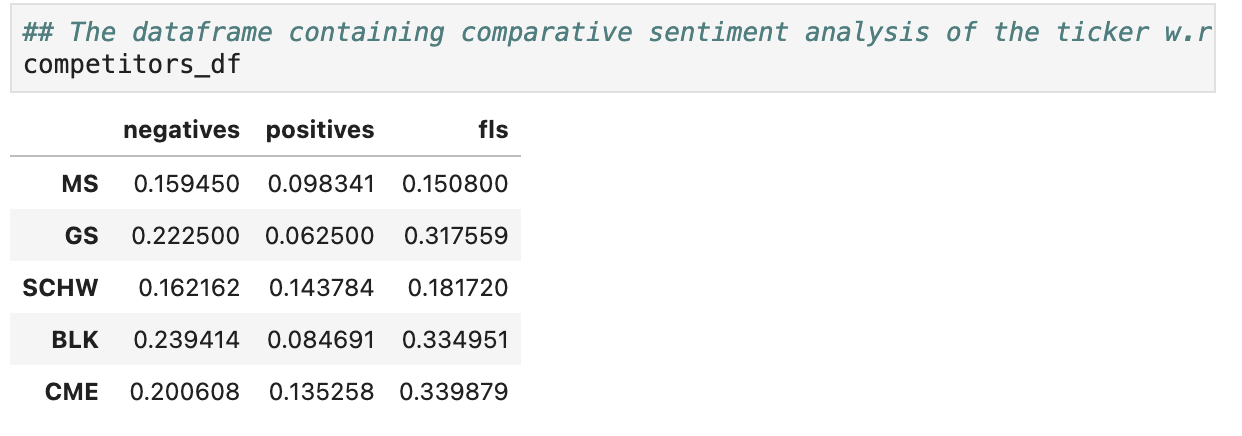 ## The dataframe containing comparative sentiment analysis of the ticker w.r
competitors_df
negatives positives fls
MS 0.159450 0.098341 0.150800
GS 0.222500 0.062500 0.317559
SCHW 0.162162 0.143784 0.181720
BLK 0.239414 0.084691 0.334951
CME 0.200608 0.135258 0.339879